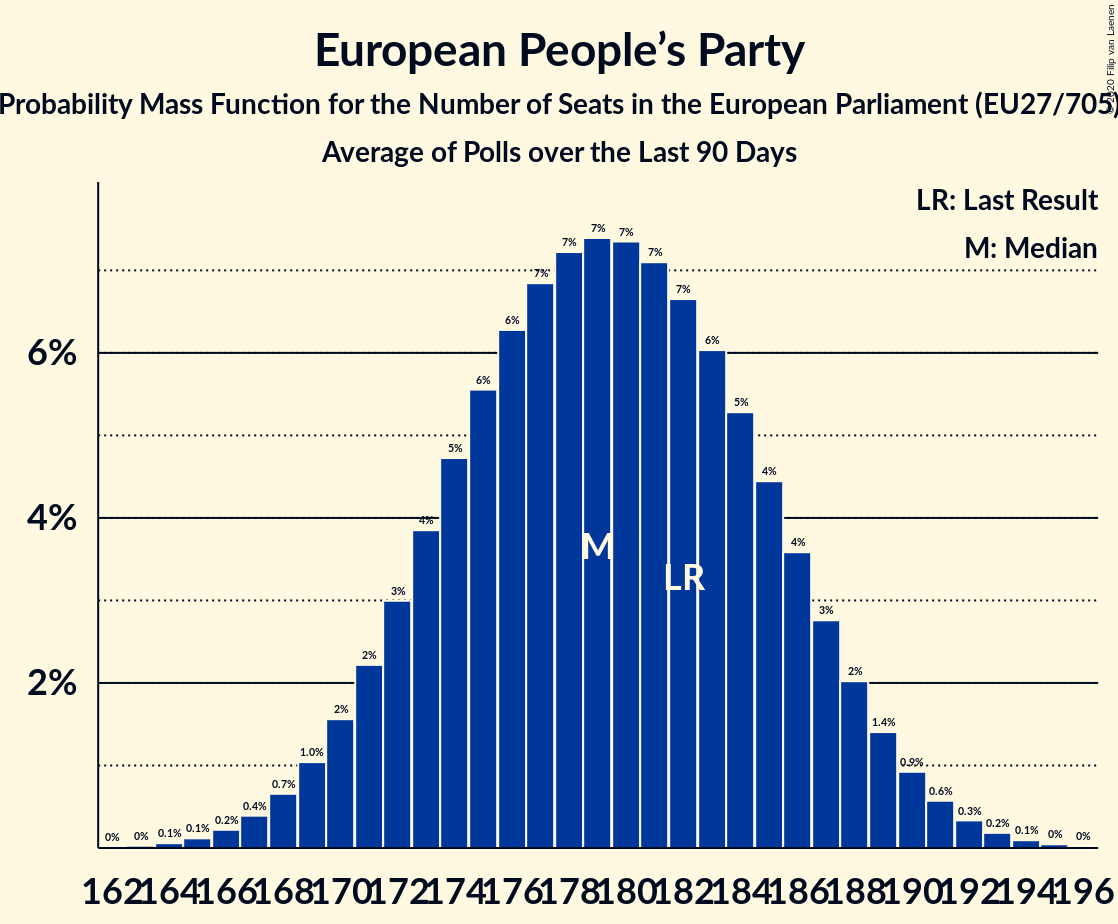 European People’s Party
Probability Mass Function for the Number of Seats in the European Parliament (EU27/705)
Average of Polls over the Last 90 Days
© 2020 Filip van Laenen
LR: Last Result
M: Median
6%
4%
2%
0% 0% 0.1% 0.1% 0.2% 0.4% 0.7% 1.0% 2% 2% 3% 4% 5% 6% 6% 7% 7% 7% 7% 7% 7% 6% 5% 4% 4% 3% 2% 1.4% 0.9% 0.6% 0.3% 0.2% 0.1% 0% 0%
M
LR
162 164 166 168 170 172 174 176 178 180 182 184 186 188 190 192 194 196